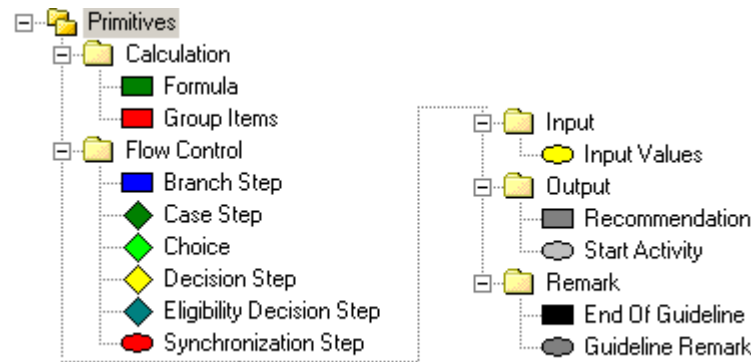 Primitives
Calculation
Formula
Group Items
Flow Control
Branch Step
Case Step
Choice
Decision Step
Eligibility Decision Step
Synchronization Step
Input
Input Values
Output
Recommendation
Start Activity
Remark
End Of Guideline
Guideline Remark